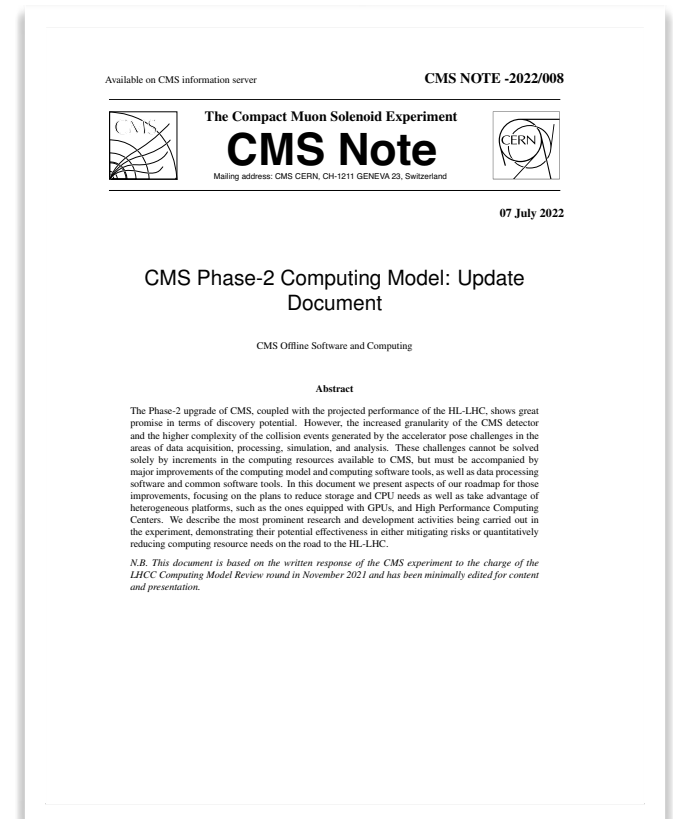 Available on CMS information server
CMS NOTE -2022/008
CMS
The Compact Muon Solenoid Experiment
CMS Note
Mailing address: CMS CERN, CH-1211 GENEVA 23, Switzerland
CERN
07 July 2022
CMS Phase-2 Computing Model: Update
Document
CMS Offline Software and Computing
Abstract
The Phase-2 upgrade of CMS, coupled with the projected performance of the HL-LHC, shows great
promise in terms of discovery potential. However, the increased granularity of the CMS detector
and the higher complexity of the collision events generated by the accelerator pose challenges in the
areas of data acquisition, processing, simulation, and analysis. These challenges cannot be solved
solely by increments in the computing resources available to CMS, but must be accompanied by
major improvements of the computing model and computing software tools, as well as data processing
software and common software tools. In this document we present aspects of our roadmap for those
improvements, focusing on the plans to reduce storage and CPU needs as well as take advantage of
heterogeneous platforms, such as the ones equipped with GPUs, and High Performance Computing
Centers. We describe the most prominent research and development activities being carried out in
the experiment, demonstrating their potential effectiveness in either mitigating risks or quantitatively
reducing computing resource needs on the road to the HL-LHC.
N.B. This document is based on the written response of the CMS experiment to the charge of the
LHCC Computing Model Review round in November 2021 and has been minimally edited for content
and presentation.